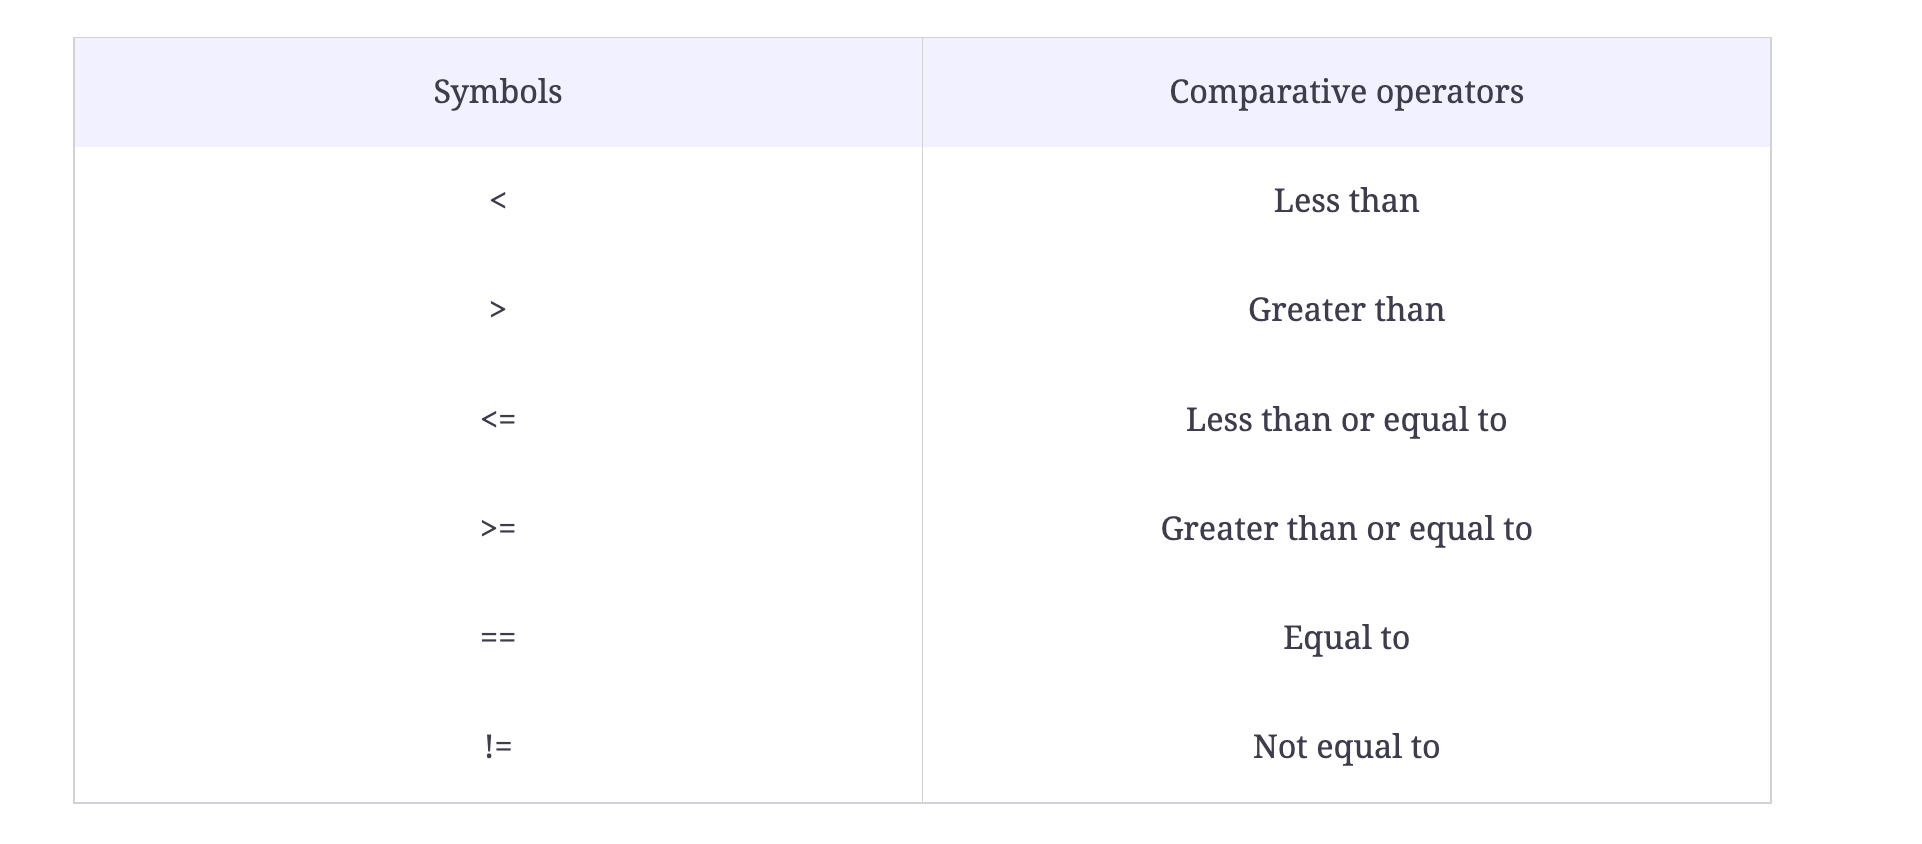 Symbols Comparative operators
< Less than
> Greater than
<= Less than or equal to
>= Greater than or equal to
== Equal to
!= Not equal to